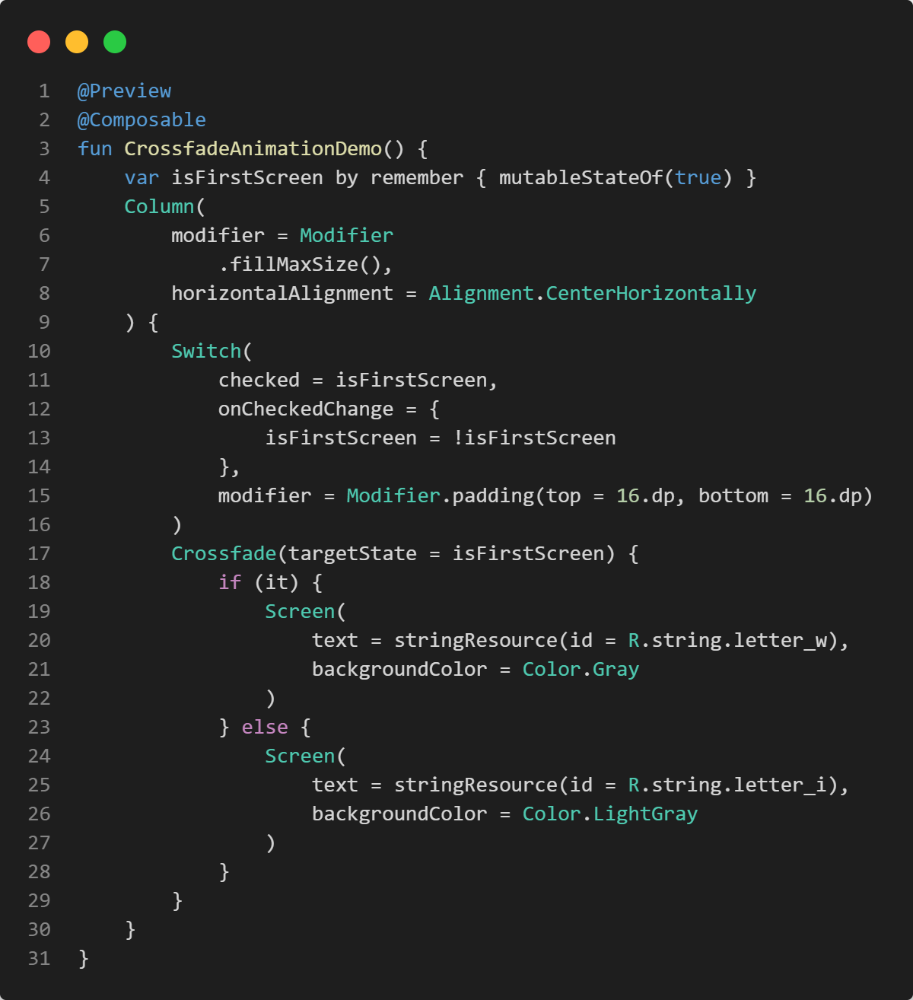 1 @Preview
2 @Composable
3 fun CrossfadeAnimationDemo() {
4     var isFirstScreen by remember { mutableStateOf(true) }
5     Column(
6         modifier = Modifier
7             .fillMaxSize(),
8         horizontalAlignment = Alignment.CenterHorizontally
9     ) {
10         Switch(
11             checked = isFirstScreen,
12             onCheckedChange = {
13                 isFirstScreen = !isFirstScreen
14             },
15             modifier = Modifier.padding(top = 16.dp, bottom = 16.dp)
16         )
17         Crossfade(targetState = isFirstScreen) {
18             if (it) {
19                 Screen(
20                     text = stringResource(id = R.string.letter_w),
21                     backgroundColor = Color.Gray
22                 )
23             } else {
24                 Screen(
25                     text = stringResource(id = R.string.letter_i),
26                     backgroundColor = Color.LightGray
27                 )
28             }
29         }
30     }
31 }